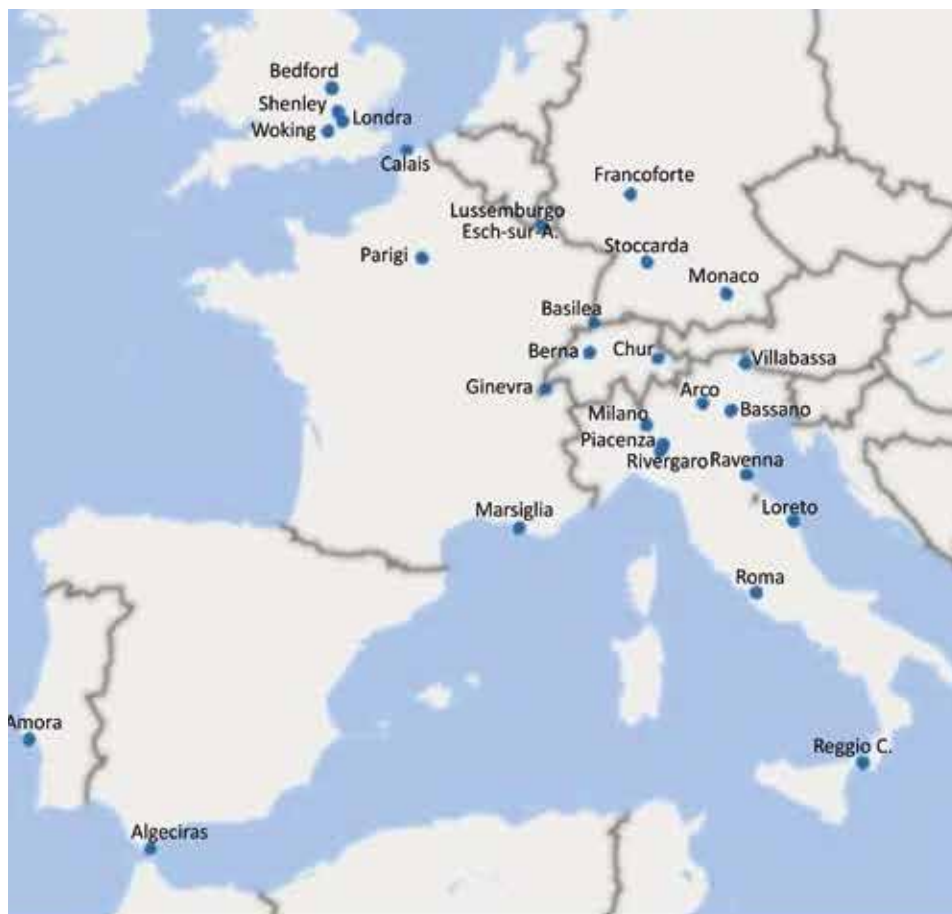 Bedford
Shenley
Londra
Woking
Calais
Francoforte
Lussemburgo
Esch-sur-A.
Parigi
Stoccarda
Monaco
Basilea
Berna
Chur
Villabassa
Ginevra
Arco
Milano
Bassano
Piacenza
Rivergaro
Ravenna
Marsiglia
Loreto
Roma
Amora
Reggio C.
Algeciras